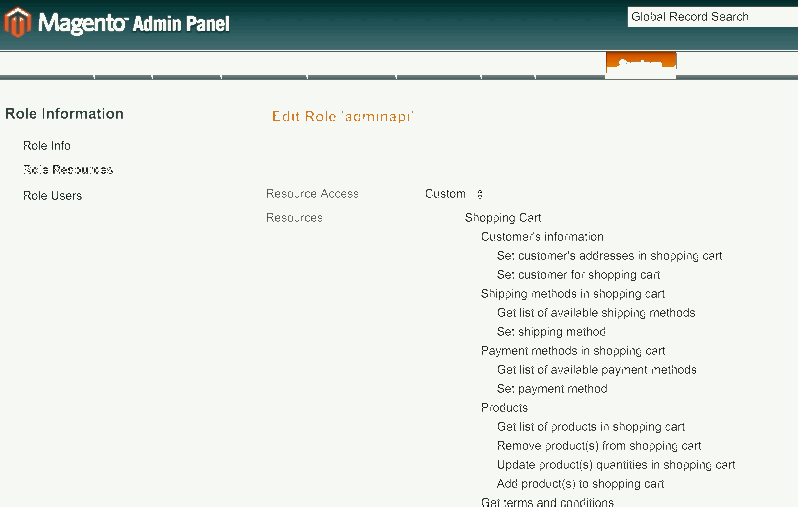 Magento Admin Panel
Global Record Search
System
Role Information
Edit Role 'adminapi'
Role Info
Role Resources
Role Users
Resource Access Custom
Resources Shopping Cart
Customer's information
Set customer's addresses in shopping cart
Set customer for shopping cart
Shipping methods in shopping cart
Get list of available shipping methods
Set shipping method
Payment methods in shopping cart
Get list of available payment methods
Set payment method
Products
Get list of products in shopping cart
Remove product(s) from shopping cart
Update product(s) quantities in shopping cart
Add product(s) to shopping cart
Get terms and conditions